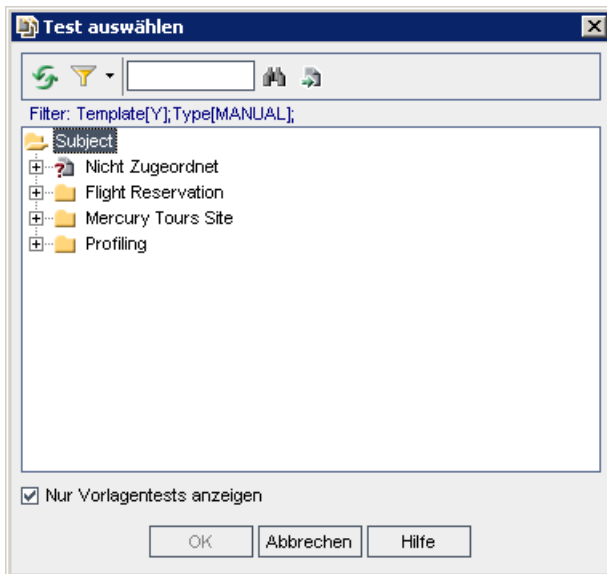 Test auswählen
Filter: Template[Y];Type[MANUAL];
Subject
Nicht Zugeordnet
Flight Reservation
Mercury Tours Site
Profiling
Nur Vorlagentests anzeigen
OK Abbrechen Hilfe